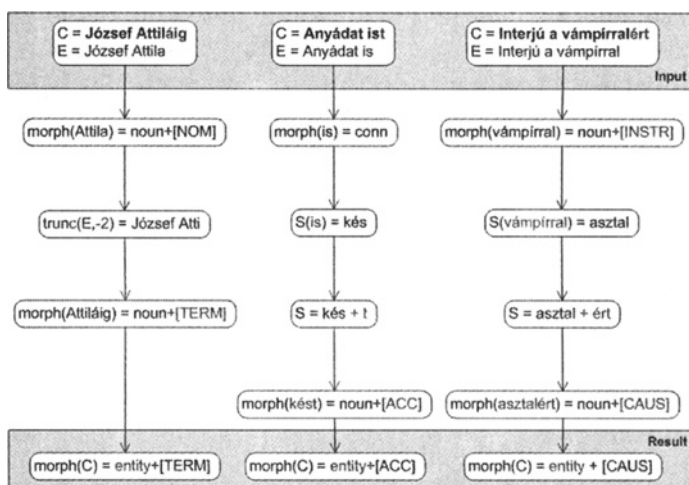 C = József Attiláig
E = József Attila
C = Anyádat ist
E = Anyádat is
C = Interjú a vámpírralért
E = Interjú a vámpírral
Input
morph(Attila) = noun+[NOM]
morph(is) = conn
morph(vámpírral) = noun+[INSTR]
trunc(E,-2) = József Atti
S(is) = kés
S(vámpírral) = asztal
morph(Attiláig) = noun+[TERM]
S = kés + t
S = asztal + ért
morph(kést) = noun+[ACC]
morph(asztalért) = noun+[CAUS]
Result
morph(C) = entity+[TERM]
morph(C) = entity+[ACC]
morph(C) = entity + [CAUS]